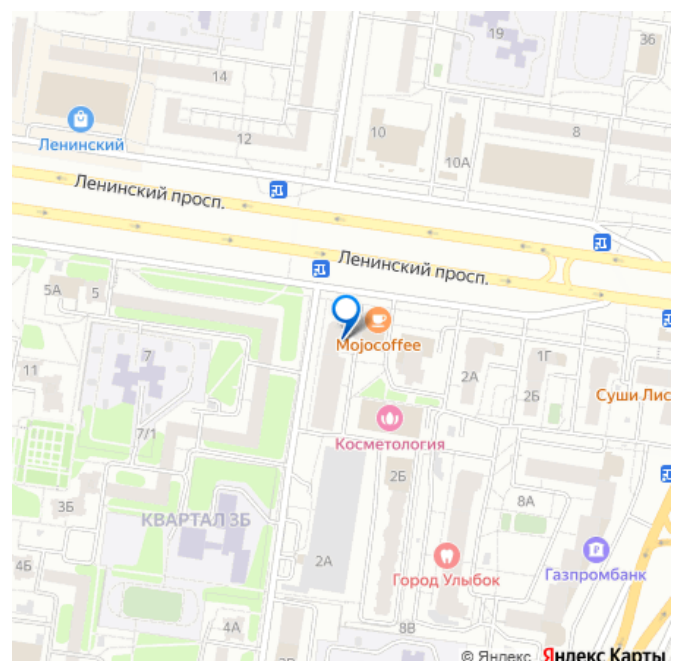 19
36
14
12
10
10А
8
Ленинский
Ленинский просп.
Ленинский просп.
5А
5
7
11
7/1
3Б
4Б
КВАРТАЛ 3Б
4А
Mojocoffee
2А
1Г
2Б
Суши Лис
Косметология
2Б
8А
2А
Город Улыбок
Газпромбанк
8В
© Яндекс Яндекс Карты